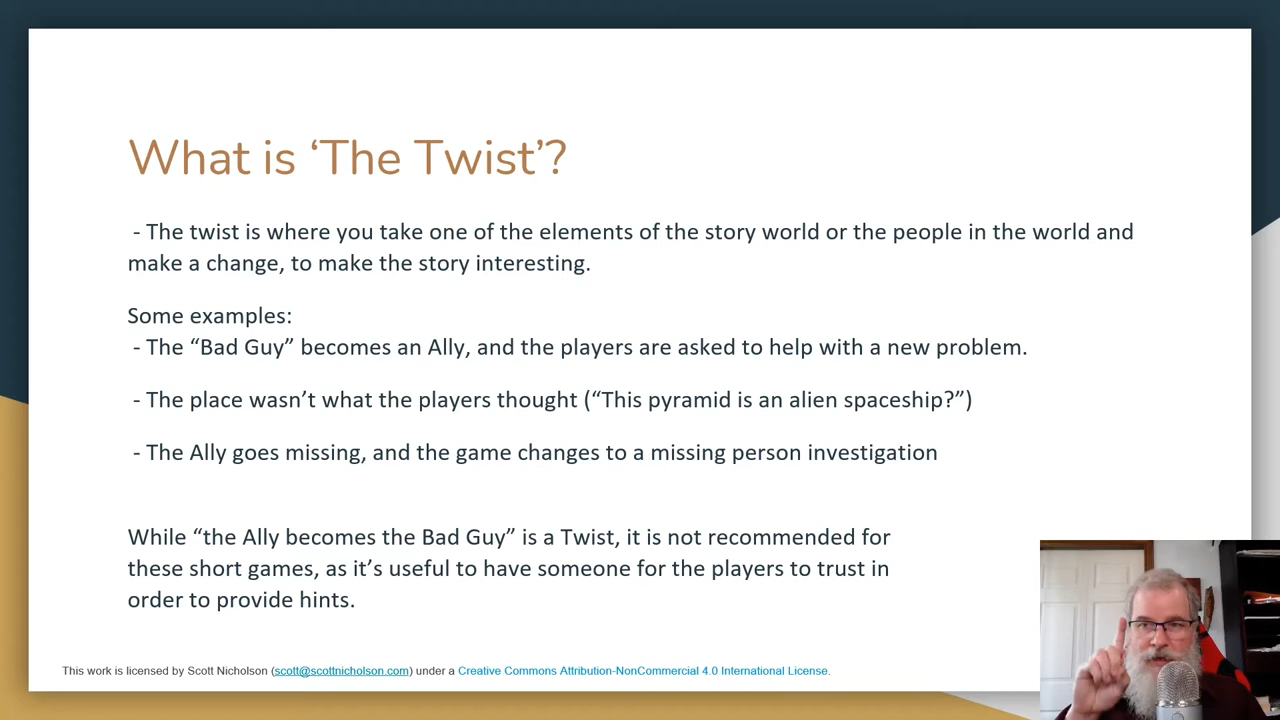 What is ‘The Twist’?
- The twist is where you take one of the elements of the story world or the people in the world and
make a change, to make the story interesting.
Some examples:
- The “Bad Guy” becomes an Ally, and the players are asked to help with a new problem.
- The place wasn’t what the players thought (“This pyramid is an alien spaceship?”)
- The Ally goes missing, and the game changes to a missing person investigation
While “the Ally becomes the Bad Guy” is a Twist, it is not recommended for
these short games, as it’s useful to have someone for the players to trust in
order to provide hints.
This work is licensed by Scott Nicholson (scott@scottnicholson.com) under a Creative Commons Attribution-NonCommercial 4.0 International License.